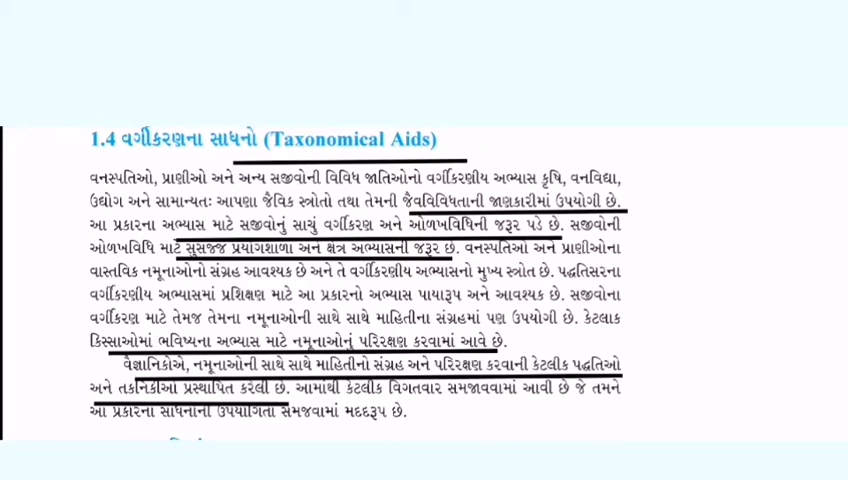 1.4 વર્ગીકરણના સાધનો (Taxonomical Aids)
વનસ્પતિઓ, પ્રાણીઓ અને અન્ય સજીવોની વિવિધ જાતિઓનો વર્ગીકરણીય અભ્યાસ કૃષિ, વનવિદ્યા,
ઉદ્યોગ અને સામાન્યતઃ આપણા જૈવિક સ્ત્રોતો તથા તેમની જૈવવિવિધતાની જાણકારીમાં ઉપયોગી છે.
આ પ્રકારના અભ્યાસ માટે સજીવોનું સાચું વર્ગીકરણ અને ઓળખવિધિની જરૂર પડે છે. સજીવોની
ઓળખવિધિ માટે સુસજ્જ પ્રયોગશાળા અને ક્ષેત્ર અભ્યાસની જરૂર છે. વનસ્પતિઓ અને પ્રાણીઓના
વાસ્તવિક નમૂનાઓનો સંગ્રહ આવશ્યક છે અને તે વર્ગીકરણીય અભ્યાસનો મુખ્ય સ્ત્રોત છે. પદ્ધતિસરના
વર્ગીકરણીય અભ્યાસમાં પ્રશિક્ષણ માટે આ પ્રકારનો અભ્યાસ પાયારૂપ અને આવશ્યક છે. સજીવોના
વર્ગીકરણ માટે તેમજ તેમના નમૂનાઓની સાથે સાથે માહિતીના સંગ્રહમાં પણ ઉપયોગી છે. કેટલાક
કિસ્સાઓમાં ભવિષ્યના અભ્યાસ માટે નમૂનાઓનું પરિરક્ષણ કરવામાં આવે છે.
વૈજ્ઞાનિકોએ, નમૂનાઓની સાથે સાથે માહિતીનો સંગ્રહ અને પરિરક્ષણ કરવાની કેટલીક પદ્ધતિઓ
અને તકનિકીઓ પ્રસ્થાપિત કરેલી છે. આમાંથી કેટલીક વિગતવાર સમજાવવામાં આવી છે જે તમને
આ પ્રકારના સાધનોની ઉપયોગિતા સમજવામાં મદદરૂપ છે.